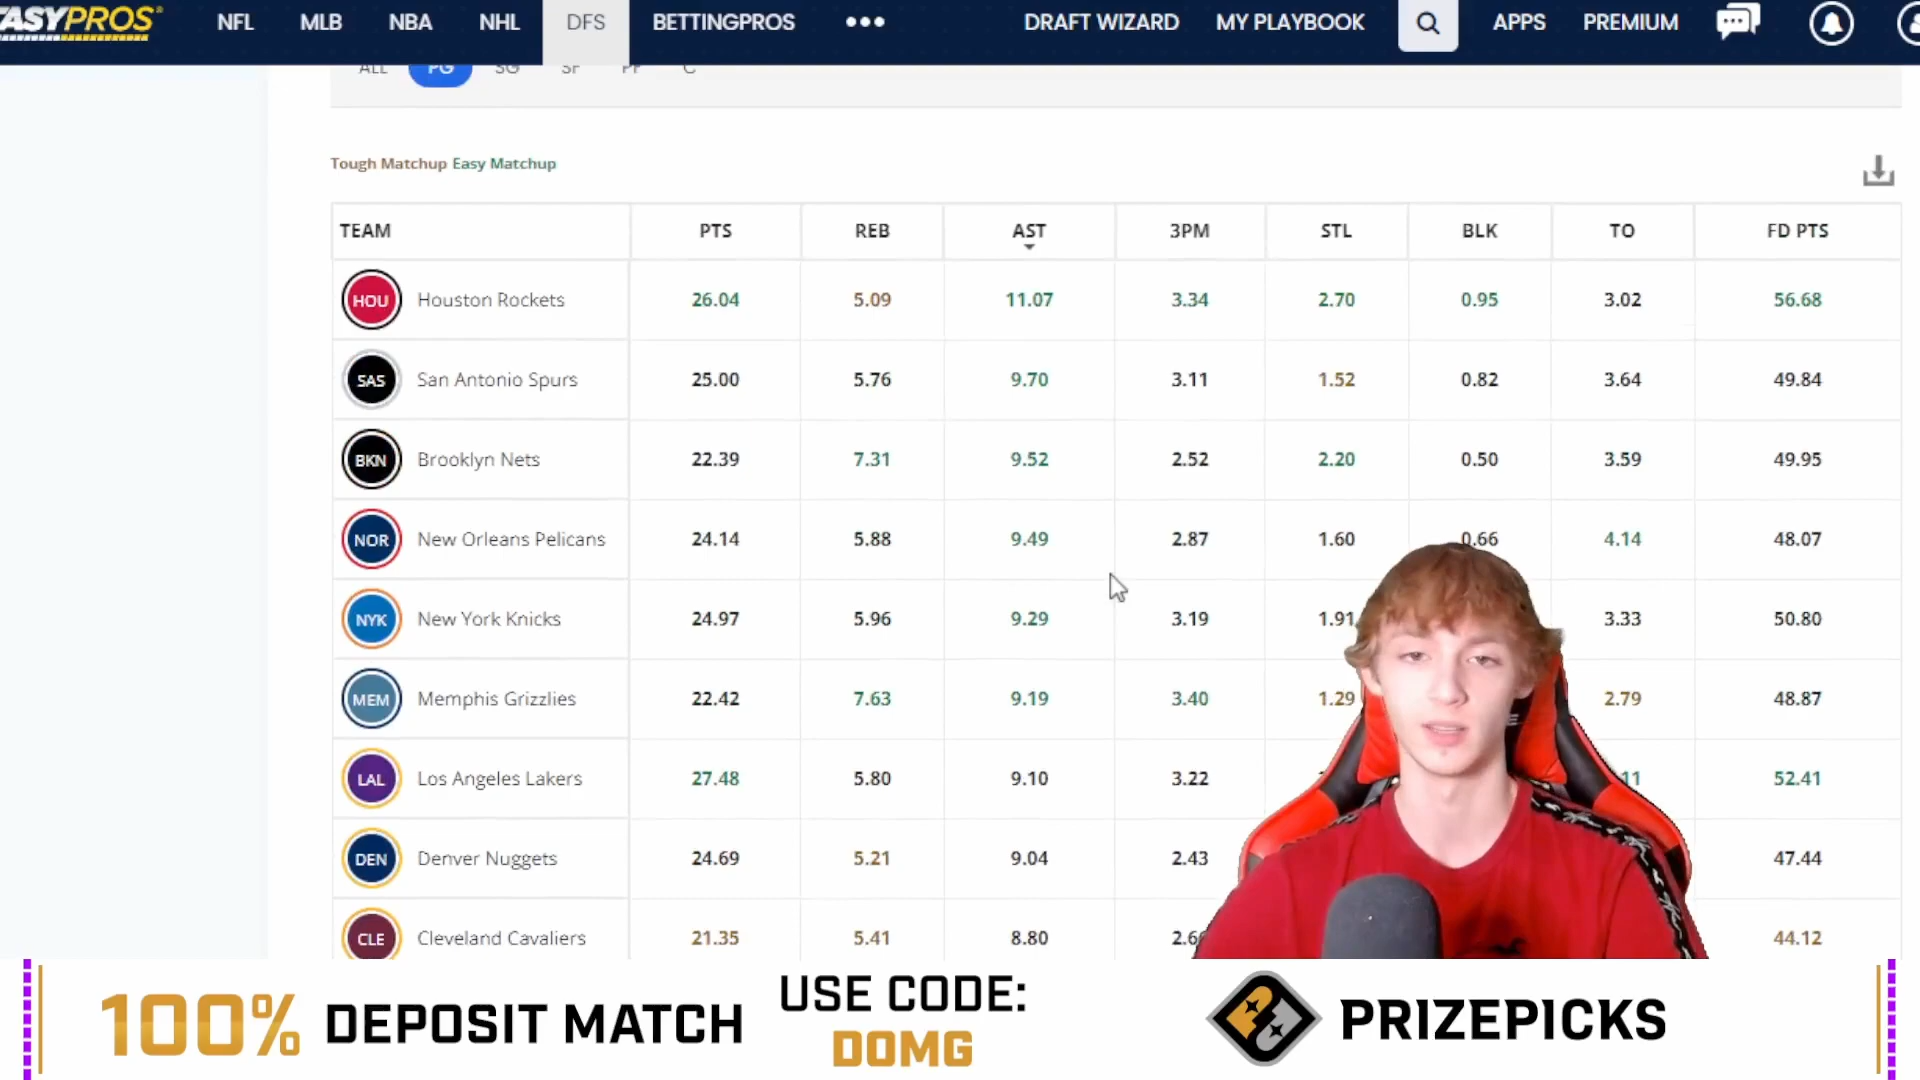 ASYPROS® NFL MLB NBA NHL DFS BETTINGPROS ••• DRAFT WIZARD MY PLAYBOOK APPS PREMIUM
ALL PG SG SF PF C
Tough Matchup Easy Matchup
TEAM PTS REB AST 3PM STL BLK TO FD PTS
HOU Houston Rockets 26.04 5.09 11.07 3.34 2.70 0.95 3.02 56.68
SAS San Antonio Spurs 25.00 5.76 9.70 3.11 1.52 0.82 3.64 49.84
BKN Brooklyn Nets 22.39 7.31 9.52 2.52 2.20 0.50 3.59 49.95
NOR New Orleans Pelicans 24.14 5.88 9.49 2.87 1.60 0.66 4.14 48.07
NYK New York Knicks 24.97 5.96 9.29 3.19 1.91 3.33 50.80
MEM Memphis Grizzlies 22.42 7.63 9.19 3.40 1.29 2.79 48.87
LAL Los Angeles Lakers 27.48 5.80 9.10 3.22 11 52.41
DEN Denver Nuggets 24.69 5.21 9.04 2.43 47.44
CLE Cleveland Cavaliers 21.35 5.41 8.80 2.6 44.12
100% DEPOSIT MATCH
USE CODE:
DOMG
PRIZEPICKS